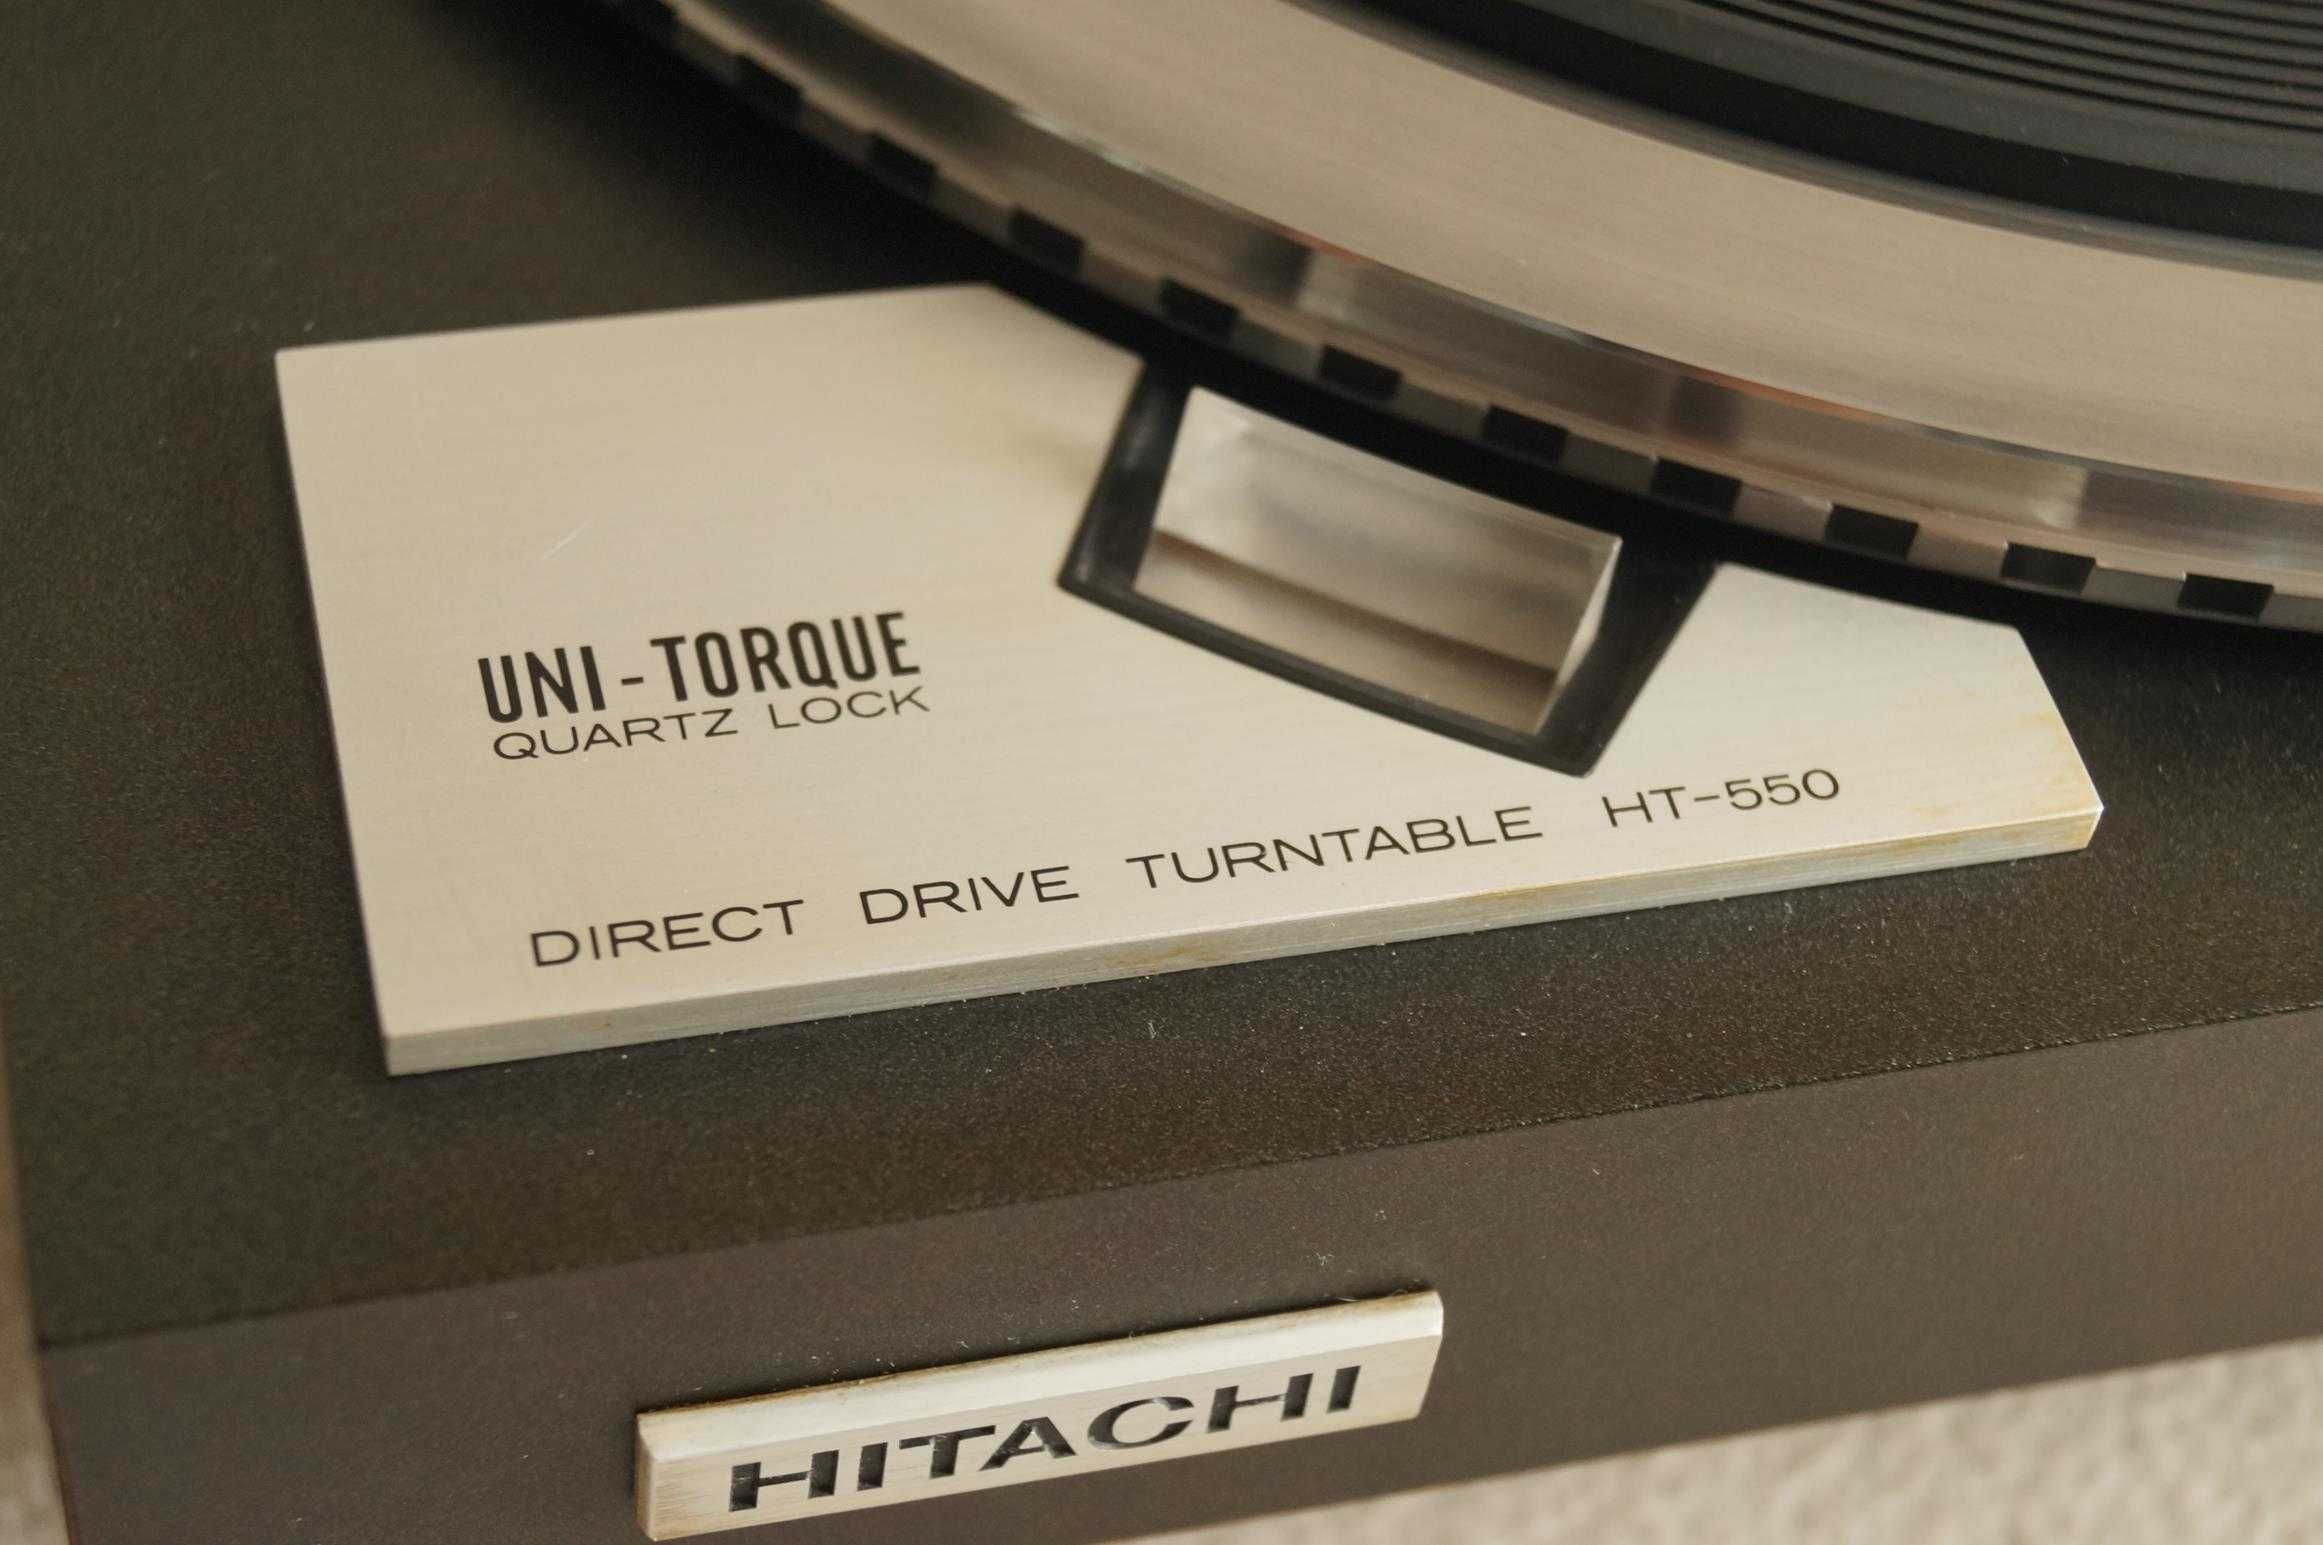 UNI-TORQUE
QUARTZ LOCK
DIRECT DRIVE TURNTABLE HT-550
HITACHI